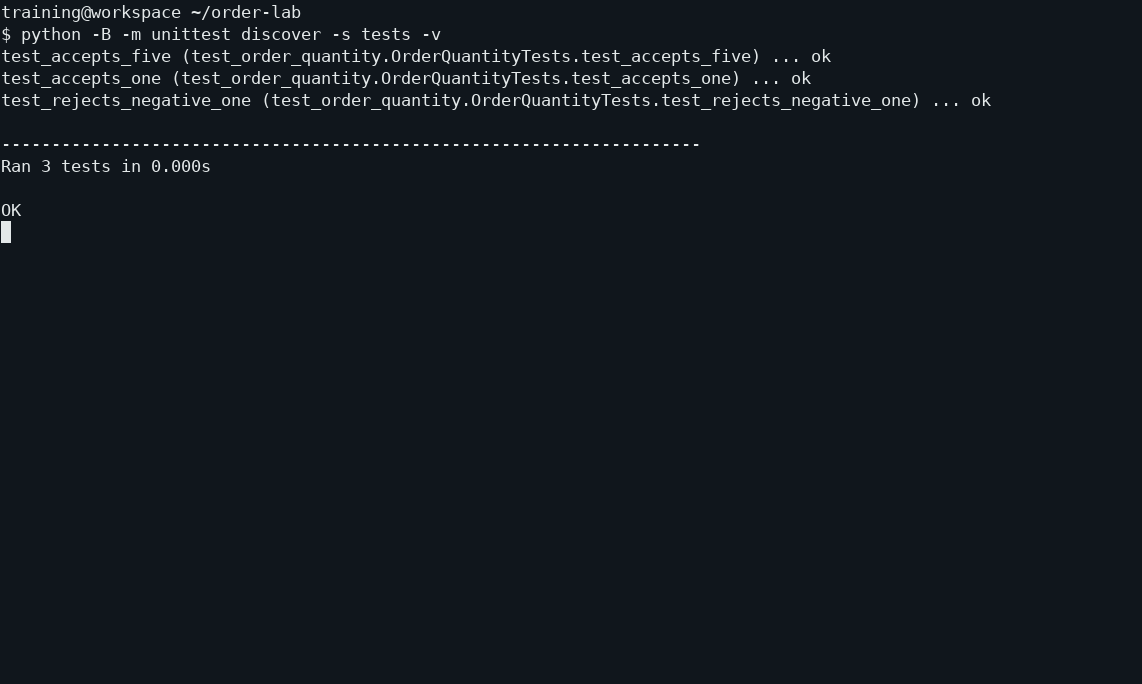 training@workspace ~/order-lab
$ python -B -m unittest discover -s tests -v
test_accepts_five (test_order_quantity.OrderQuantityTests.test_accepts_five) ... ok
test_accepts_one (test_order_quantity.OrderQuantityTests.test_accepts_one) ... ok
test_rejects_negative_one (test_order_quantity.OrderQuantityTests.test_rejects_negative_one) ... ok
----------------------------------------------------------------------
Ran 3 tests in 0.000s
OK